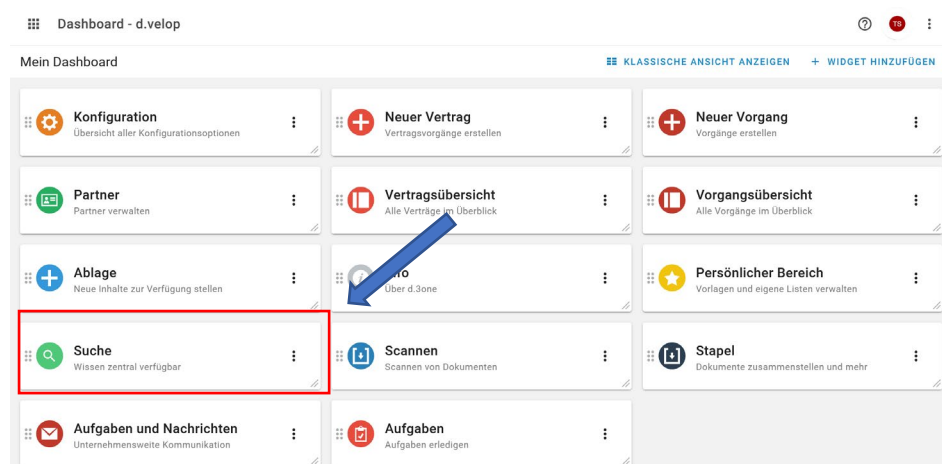 Dashboard - d.velop
TS
Mein Dashboard
KLASSISCHE ANSICHT ANZEIGEN
+ WIDGET HINZUFÜGEN
Konfiguration
Übersicht aller Konfigurationsoptionen
Neuer Vertrag
Vertragsvorgänge erstellen
Neuer Vorgang
Vorgänge erstellen
Partner
Partner verwalten
Vertragsübersicht
Alle Verträge im Überblick
Vorgangsübersicht
Alle Vorgänge im Überblick
Ablage
Neue Inhalte zur Verfügung stellen
Über d.3one
Persönlicher Bereich
Vorlagen und eigene Listen verwalten
Suche
Wissen zentral verfügbar
Scannen
Scannen von Dokumenten
Stapel
Dokumente zusammenstellen und mehr
Aufgaben und Nachrichten
Unternehmensweite Kommunikation
Aufgaben
Aufgaben erledigen